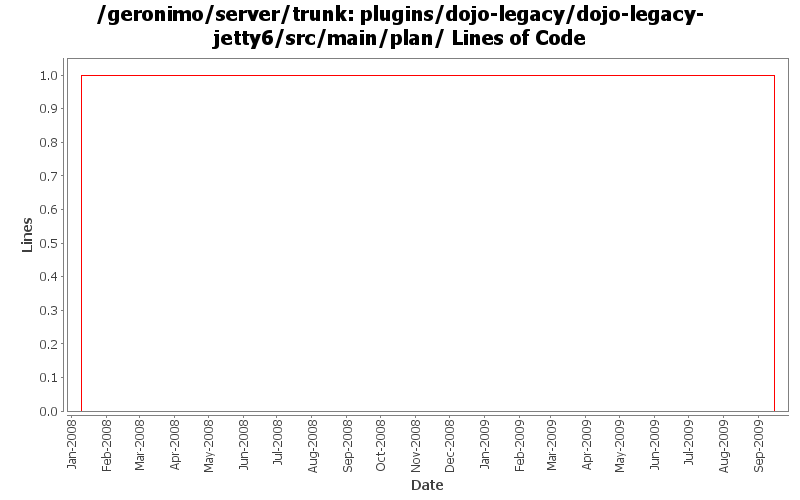 /geronimo/server/trunk: plugins/dojo-legacy/dojo-legacy-
jetty6/src/main/plan/ Lines of Code
1.0
0.9
0.8
0.7
0.6
0.5
0.4
0.3
0.2
0.1
0.0
Lines
Jan-2008
Feb-2008
Mar-2008
Apr-2008
May-2008
Jun-2008
Jul-2008
Aug-2008
Sep-2008
Oct-2008
Nov-2008
Dec-2008
Jan-2009
Feb-2009
Mar-2009
Apr-2009
May-2009
Jun-2009
Jul-2009
Aug-2009
Sep-2009
Date